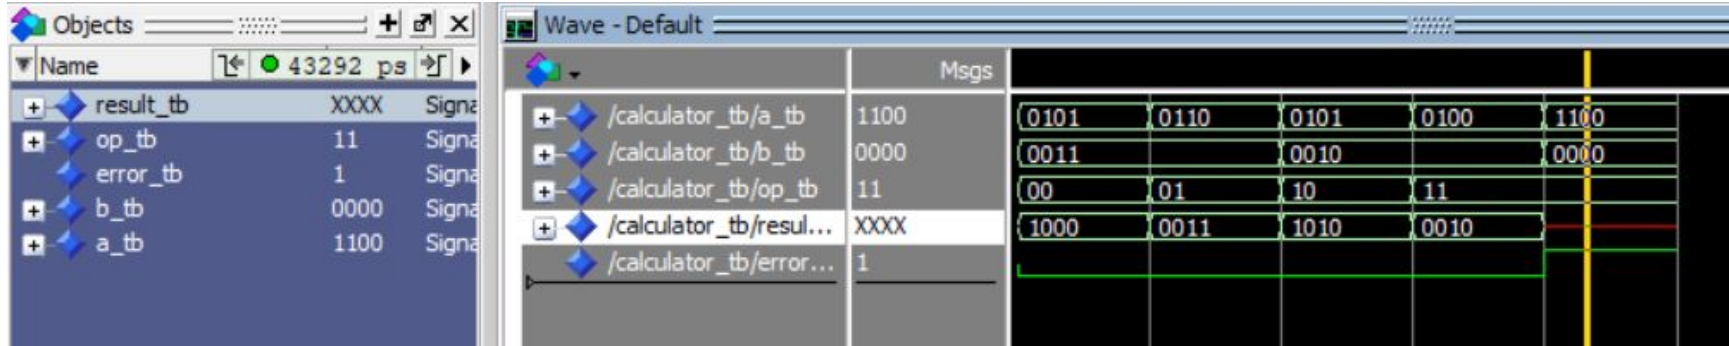 Objects
Name 43292 ps
result_tb XXXX Signa
op_tb 11 Signa
error_tb 1 Signa
b_tb 0000 Signa
a_tb 1100 Signa
Wave - Default
Msgs
/calculator_tb/a_tb 1100 0101 0110 0101 0100 1100
/calculator_tb/b_tb 0000 0011 0010 0000
/calculator_tb/op_tb 11 00 01 10 11
/calculator_tb/resul... XXXX 1000 0011 1010 0010
/calculator_tb/error... 1